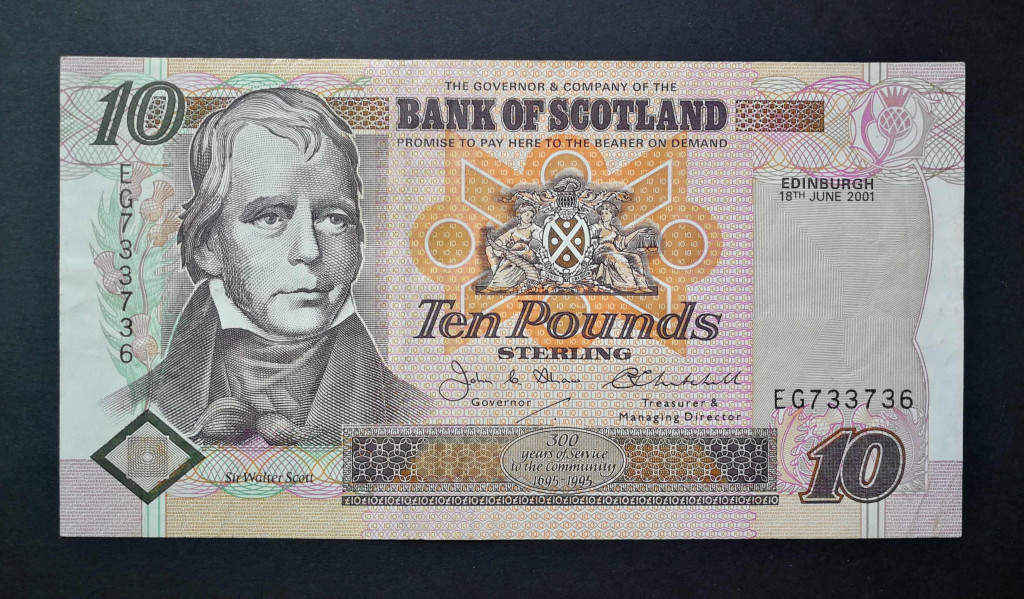 10
THE GOVERNOR & COMPANY OF THE
BANK OF SCOTLAND
PROMISE TO PAY HERE TO THE BEARER ON DEMAND
EG733736
EDINBURGH
18TH JUNE 2001
10
10
Ten Pounds
STERLING
Governor
Treasurer &
Managing Director
EG733736
300
years of Service
to the Community
1695-1995
10
Sir Walter Scott